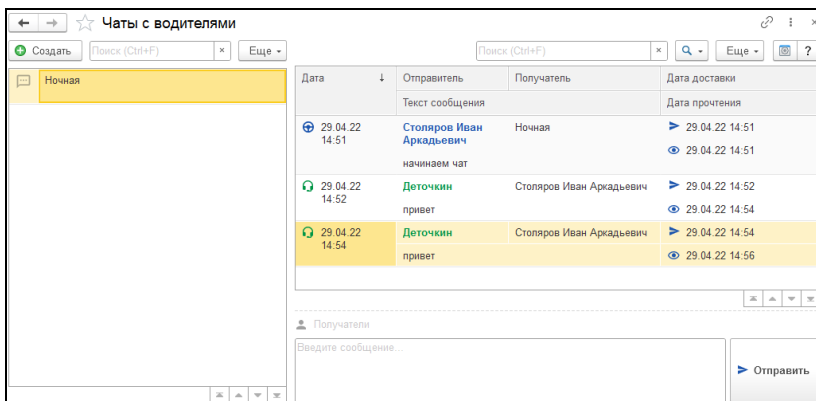 Чаты с водителями
Создать Поиск (Ctrl+F) × Еще
Поиск (Ctrl+F) × Еще ?
Ночная
Дата ↓ Отправитель Получатель Дата доставки
Текст сообщения Дата прочтения
29.04.22 Столяров Иван Ночная 29.04.22 14:51
14:51 Аркадьевич 29.04.22 14:51
начинаем чат
29.04.22 Деточкин Столяров Иван Аркадьевич 29.04.22 14:52
14:52
привет 29.04.22 14:54
29.04.22 Деточкин Столяров Иван Аркадьевич 29.04.22 14:54
14:54
привет 29.04.22 14:56
Получатели
Введите сообщение...
Отправить